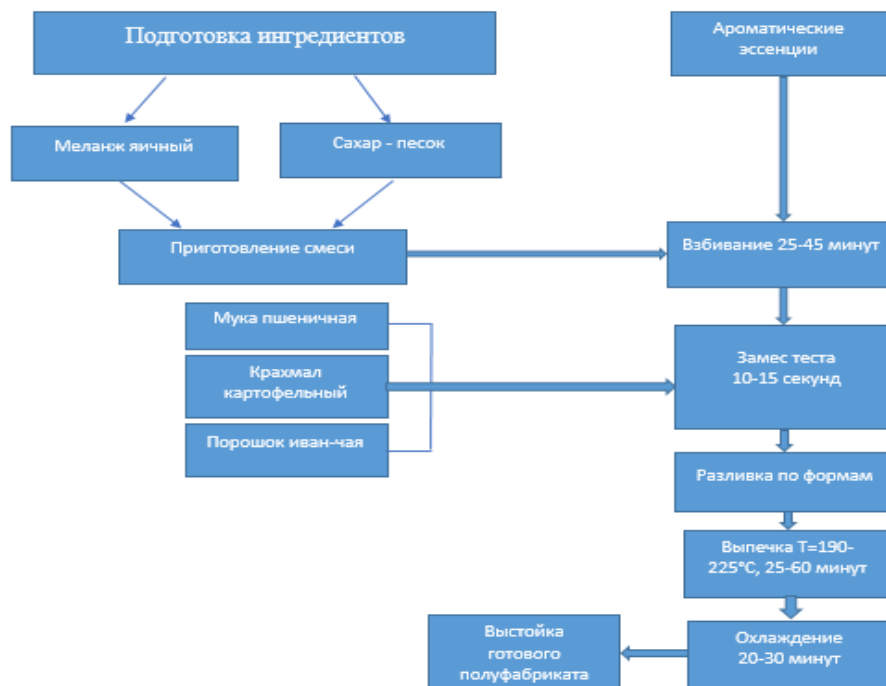 Подготовка ингредиентов
Ароматические
эссенции
Меланж яичный
Сахар - песок
Приготовление смеси
Взбивание 25-45 минут
Мука пшеничная
Крахмал
картофельный
Порошок иван-чая
Замес теста
10-15 секунд
Разливка по формам
Выпечка Т=190-
225°С, 25-60 минут
Охлаждение
20-30 минут
Выстойка
готового
полуфабриката